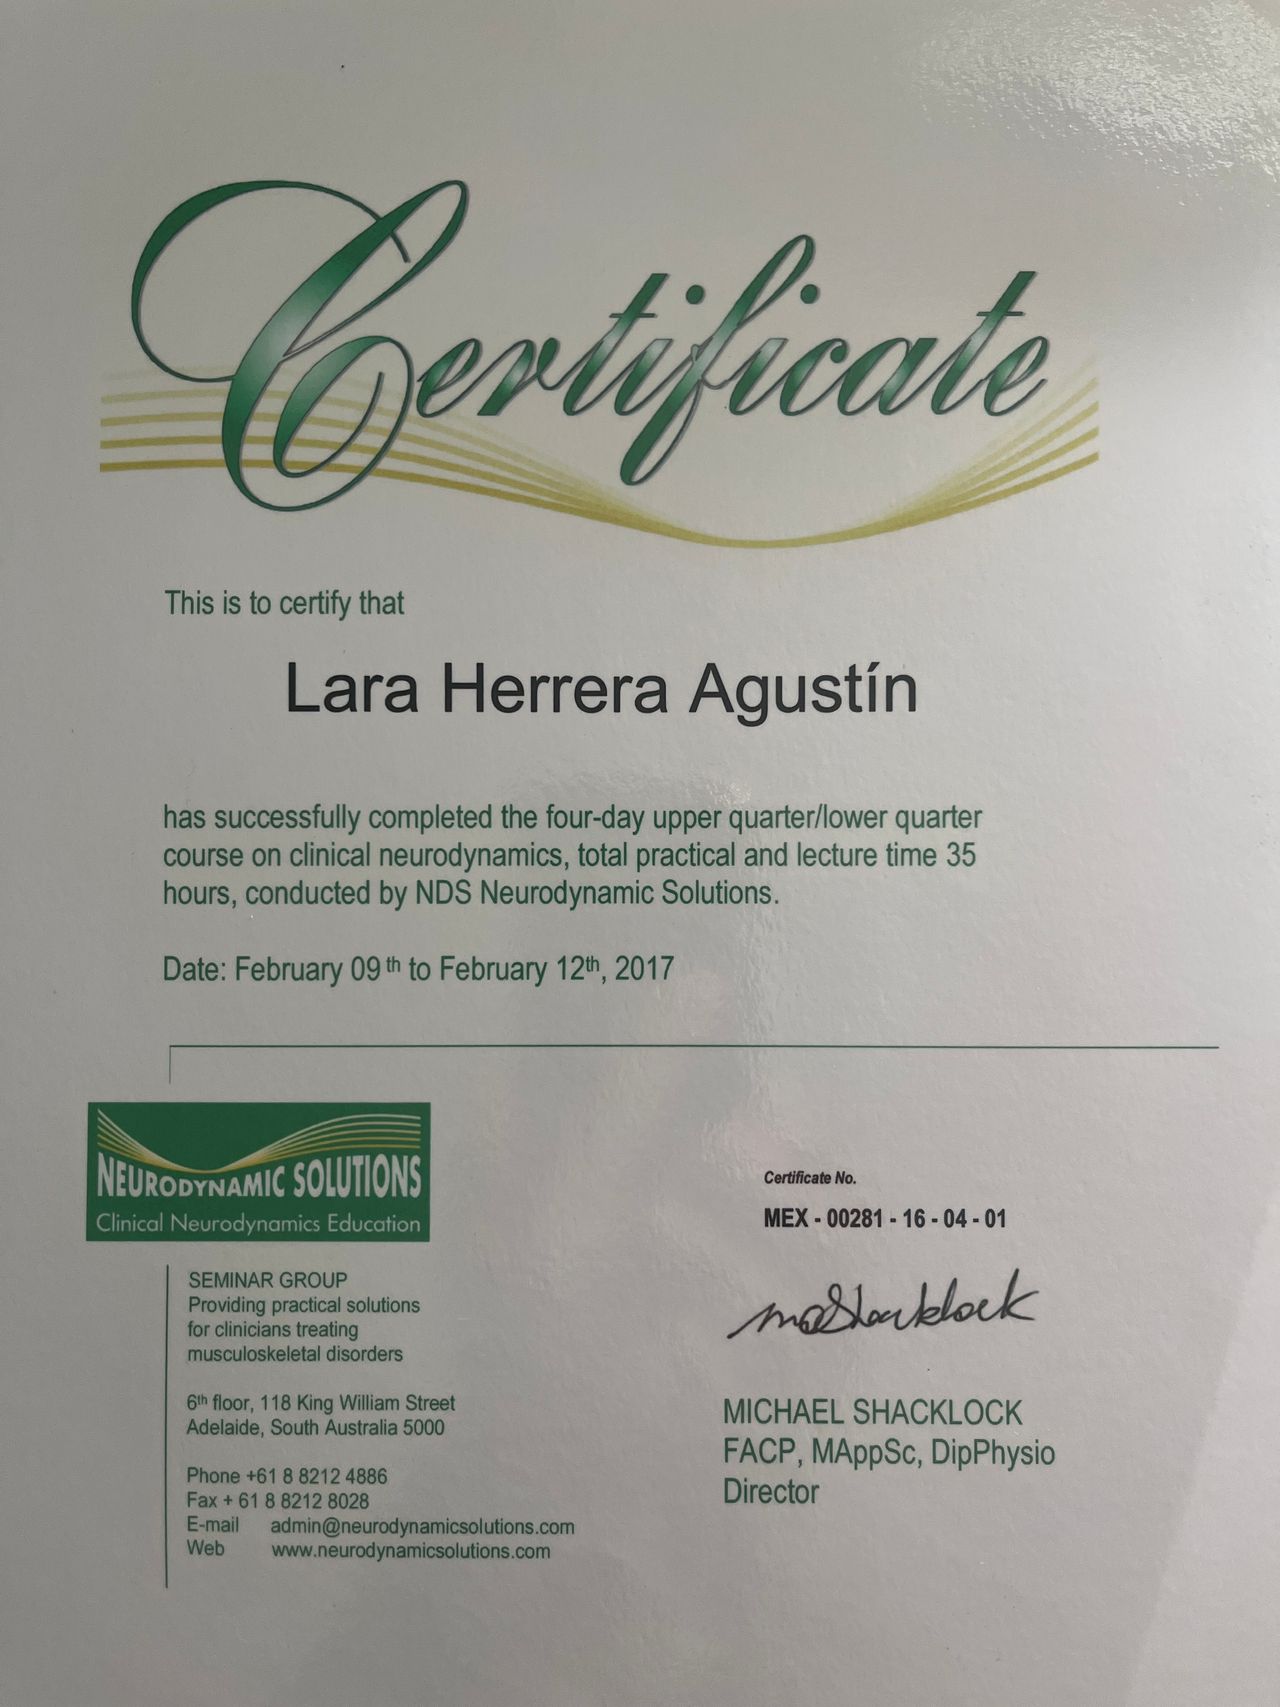 Certificate
This is to certify that
Lara Herrera Agustín
has successfully completed the four-day upper quarter/lower quarter
course on clinical neurodynamics, total practical and lecture time 35
hours, conducted by NDS Neurodynamic Solutions.
Date: February 09 th to February 12th, 2017
NEURODYNAMIC SOLUTIONS
Clinical Neurodynamics Education
SEMINAR GROUP
Providing practical solutions
for clinicians treating
musculoskeletal disorders
6th floor, 118 King William Street
Adelaide, South Australia 5000
Phone +61 8 8212 4886
Fax + 61 8 8212 8028
E-mail admin@neurodynamicsolutions.com
Web www.neurodynamicsolutions.com
Certificate No.
MEX - 00281 - 16 - 04 - 01
moShacklock
MICHAEL SHACKLOCK
FACP, MAppSc, DipPhysio
Director